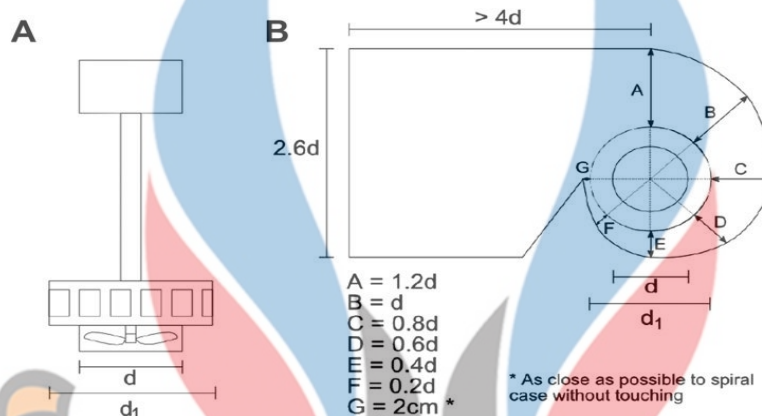 A
B
> 4d
A
B
2.6d
G
C
F
D
E
d
d₁
A = 1.2d
B = d
C = 0.8d
D = 0.6d
E = 0.4d
F = 0.2d
G = 2cm *
* As close as possible to spiral
case without touching
d
d₁